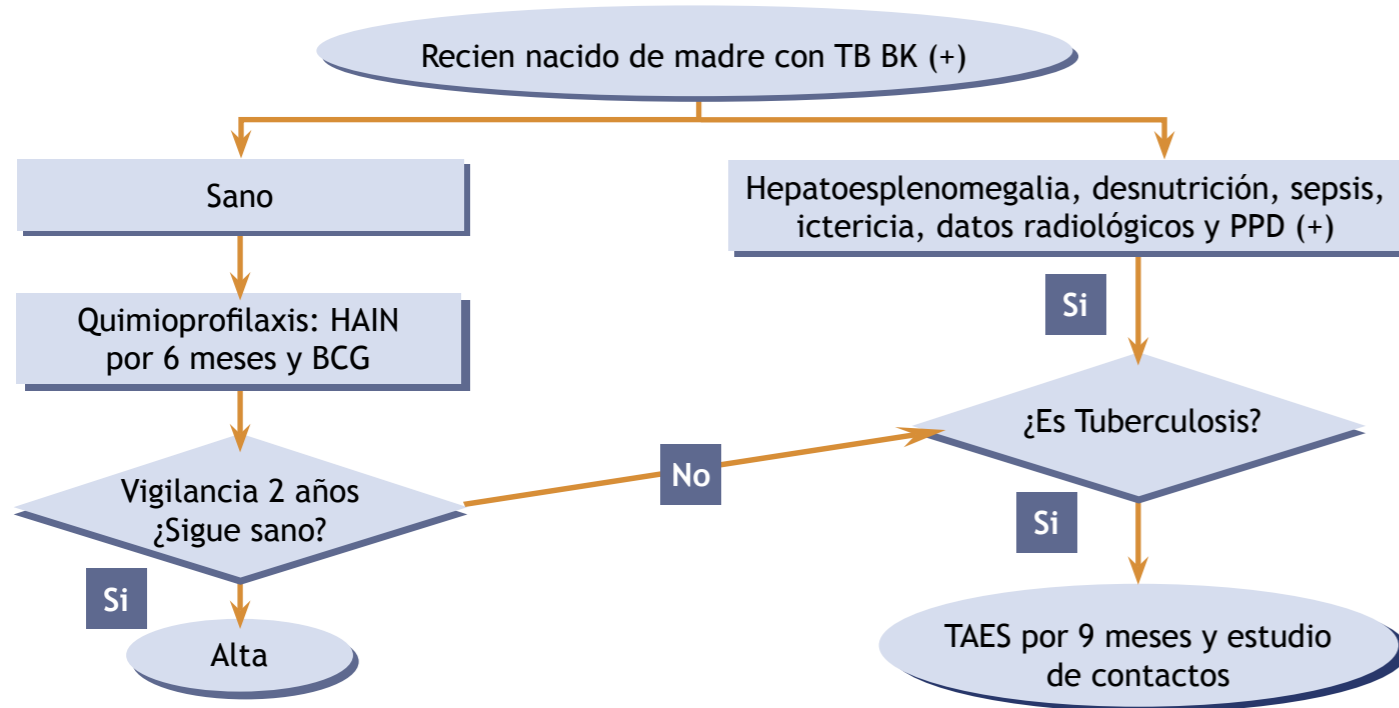 Recien nacido de madre con TB BK (+)
Sano
Hepatoesplenomegalia, desnutrición, sepsis,
ictericia, datos radiológicos y PPD (+)
Si
Quimioprofilaxis: HAIN
por 6 meses y BCG
¿Es Tuberculosis?
No
Vigilancia 2 años
¿Sigue sano?
Si
Si
Alta
TAES por 9 meses y estudio
de contactos